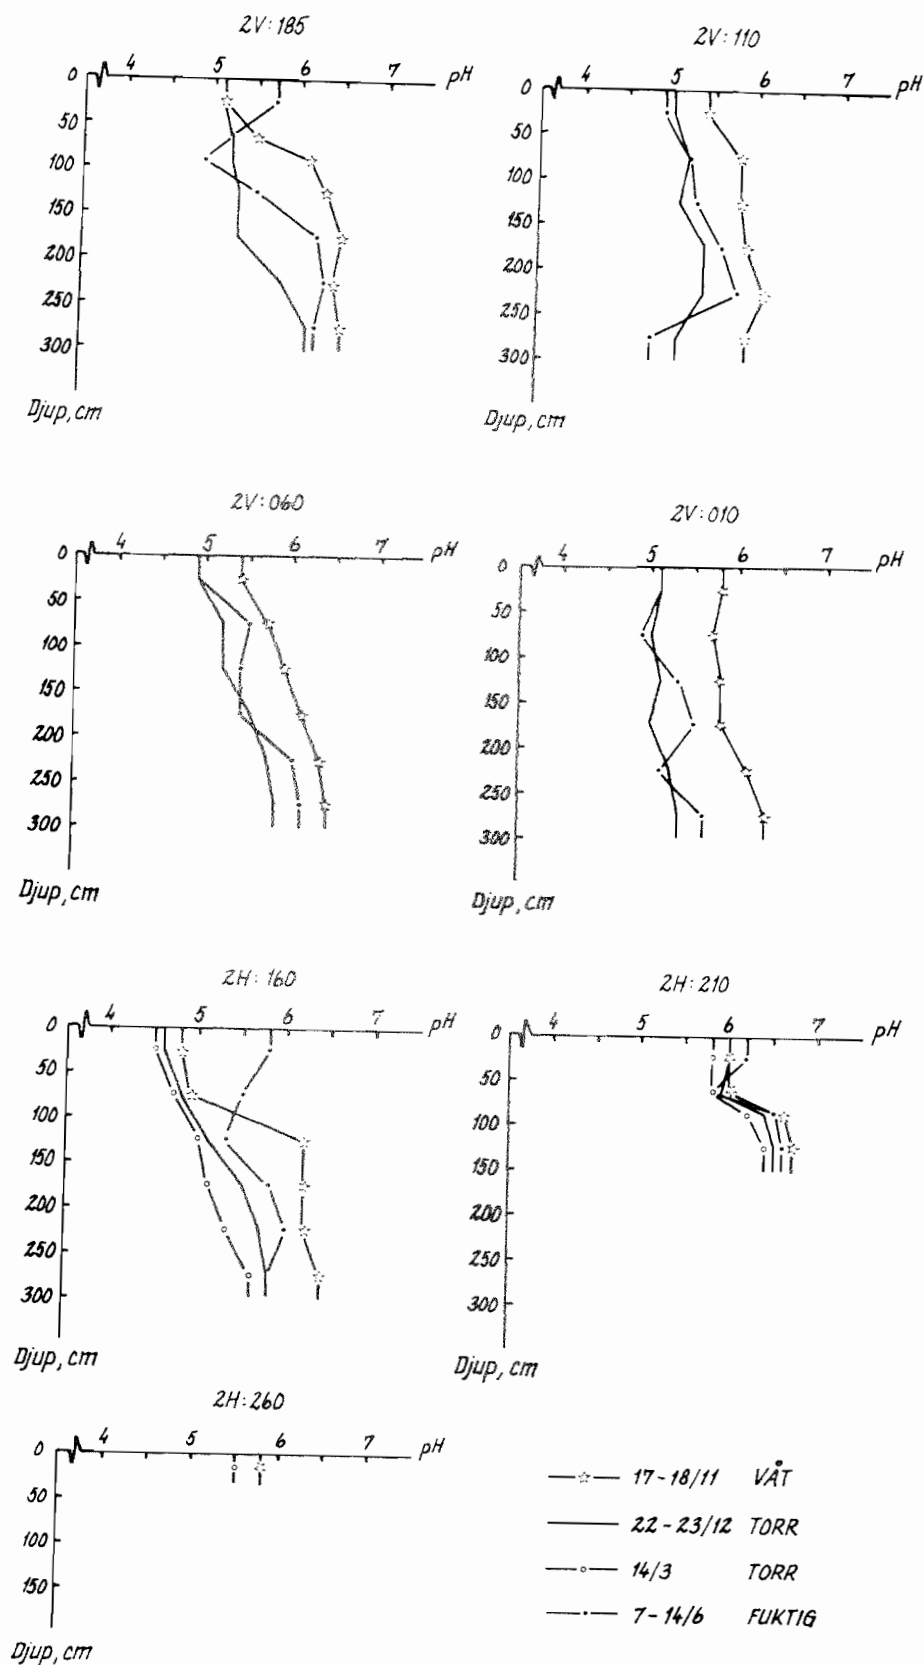 2V:185
4 5 6 7 pH
0
50
100
150
200
250
300
Djup, cm
2V:110
4 5 6 7 pH
0
50
100
150
200
250
300
Djup, cm
2V:060
4 5 6 7 pH
0
50
100
150
200
250
300
Djup, cm
2V:010
4 5 6 7 pH
0
50
100
150
200
250
300
Djup, cm
2H:160
4 5 6 7 pH
0
50
100
150
200
250
300
Djup, cm
2H:210
4 5 6 7 pH
0
50
100
150
200
250
300
Djup, cm
2H:260
4 5 6 7 pH
0
50
100
150
Djup, cm
17-18/11 VÅT
22-23/12 TORR
14/3 TORR
7-14/6 FUKTIG